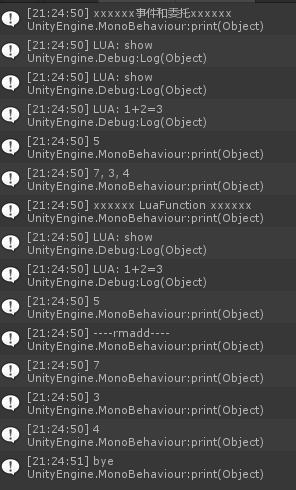 [21:24:50] xxxxxx事件和委托xxxxxx
UnityEngine.MonoBehaviour:print(Object)
[21:24:50] LUA: show
UnityEngine.Debug:Log(Object)
[21:24:50] LUA: show
UnityEngine.Debug:Log(Object)
[21:24:50] LUA: 1+2=3
UnityEngine.Debug:Log(Object)
[21:24:50] 5
UnityEngine.MonoBehaviour:print(Object)
[21:24:50] 7, 3, 4
UnityEngine.MonoBehaviour:print(Object)
[21:24:50] xxxxxx LuaFunction xxxxxx
UnityEngine.MonoBehaviour:print(Object)
[21:24:50] LUA: show
UnityEngine.Debug:Log(Object)
[21:24:50] LUA: 1+2=3
UnityEngine.Debug:Log(Object)
[21:24:50] 5
UnityEngine.MonoBehaviour:print(Object)
[21:24:50] ----rmadd----
UnityEngine.MonoBehaviour:print(Object)
[21:24:50] 7
UnityEngine.MonoBehaviour:print(Object)
[21:24:50] 3
UnityEngine.MonoBehaviour:print(Object)
[21:24:50] 4
UnityEngine.MonoBehaviour:print(Object)
[21:24:51] bye
UnityEngine.MonoBehaviour:print(Object)